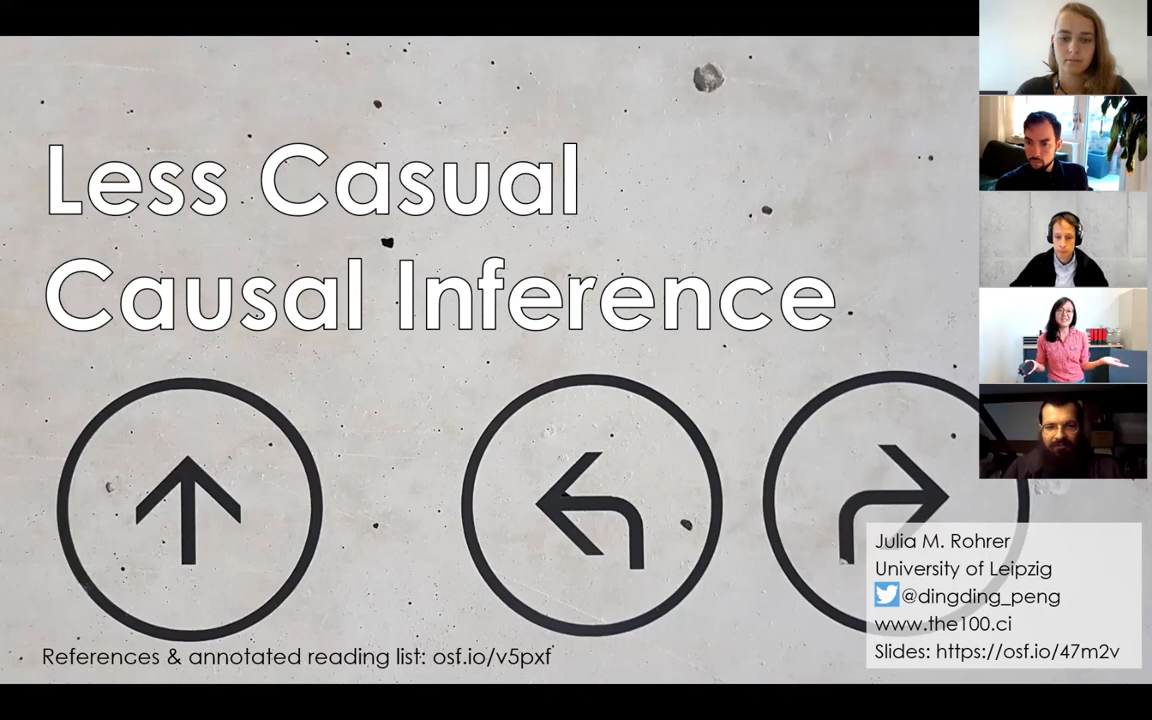 Less Casual
Causal Inference
Julia M. Rohrer
University of Leipzig
@dingding_peng
www.the100.ci
Slides: https://osf.io/47m2v
References & annotated reading list: osf.io/v5pxf